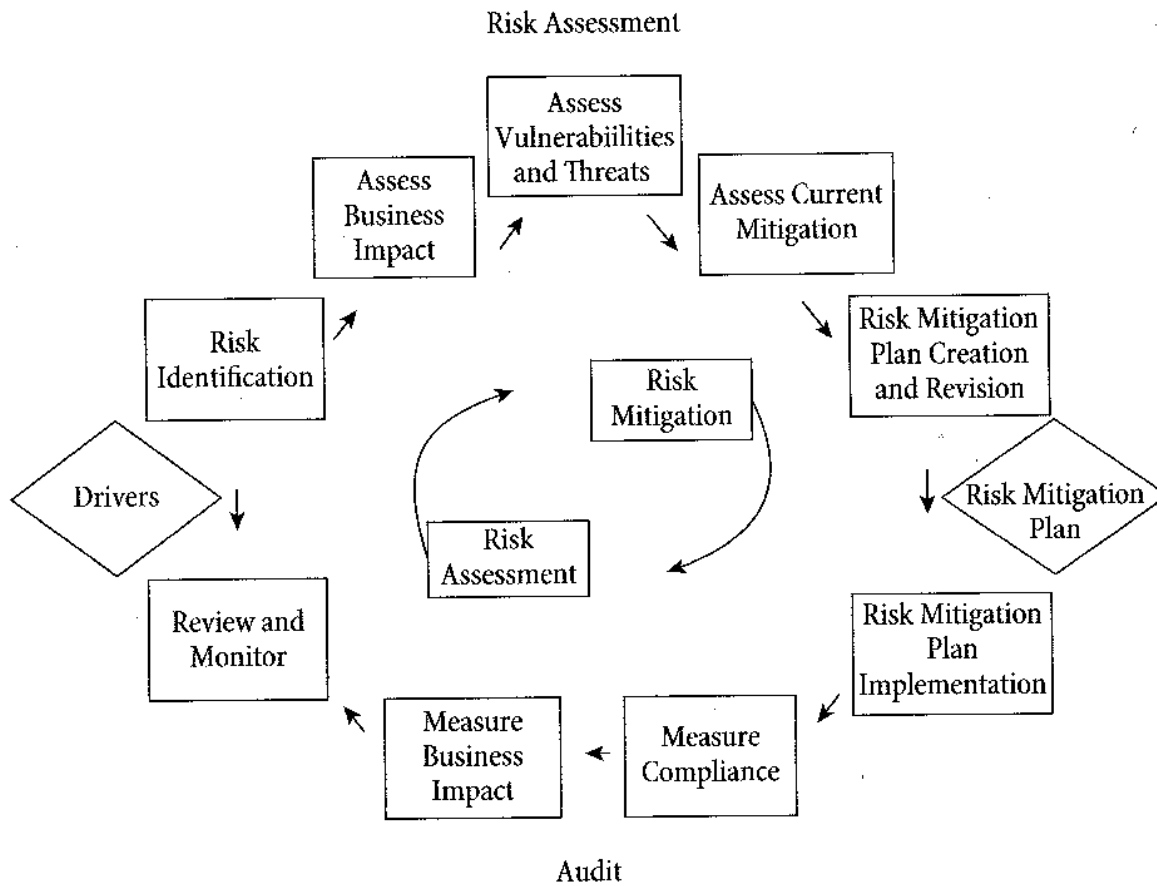 Risk Assessment
Assess
Vulnerabiilities
and Threats
Assess
Business
Impact
Assess Current
Mitigation
Risk
Identification
Risk Mitigation
Plan Creation
and Revision
Risk
Mitigation
Drivers
Risk Mitigation
Plan
Risk
Assessment
Review and
Monitor
Risk Mitigation
Plan
Implementation
Measure
Business
Impact
Measure
Compliance
Audit